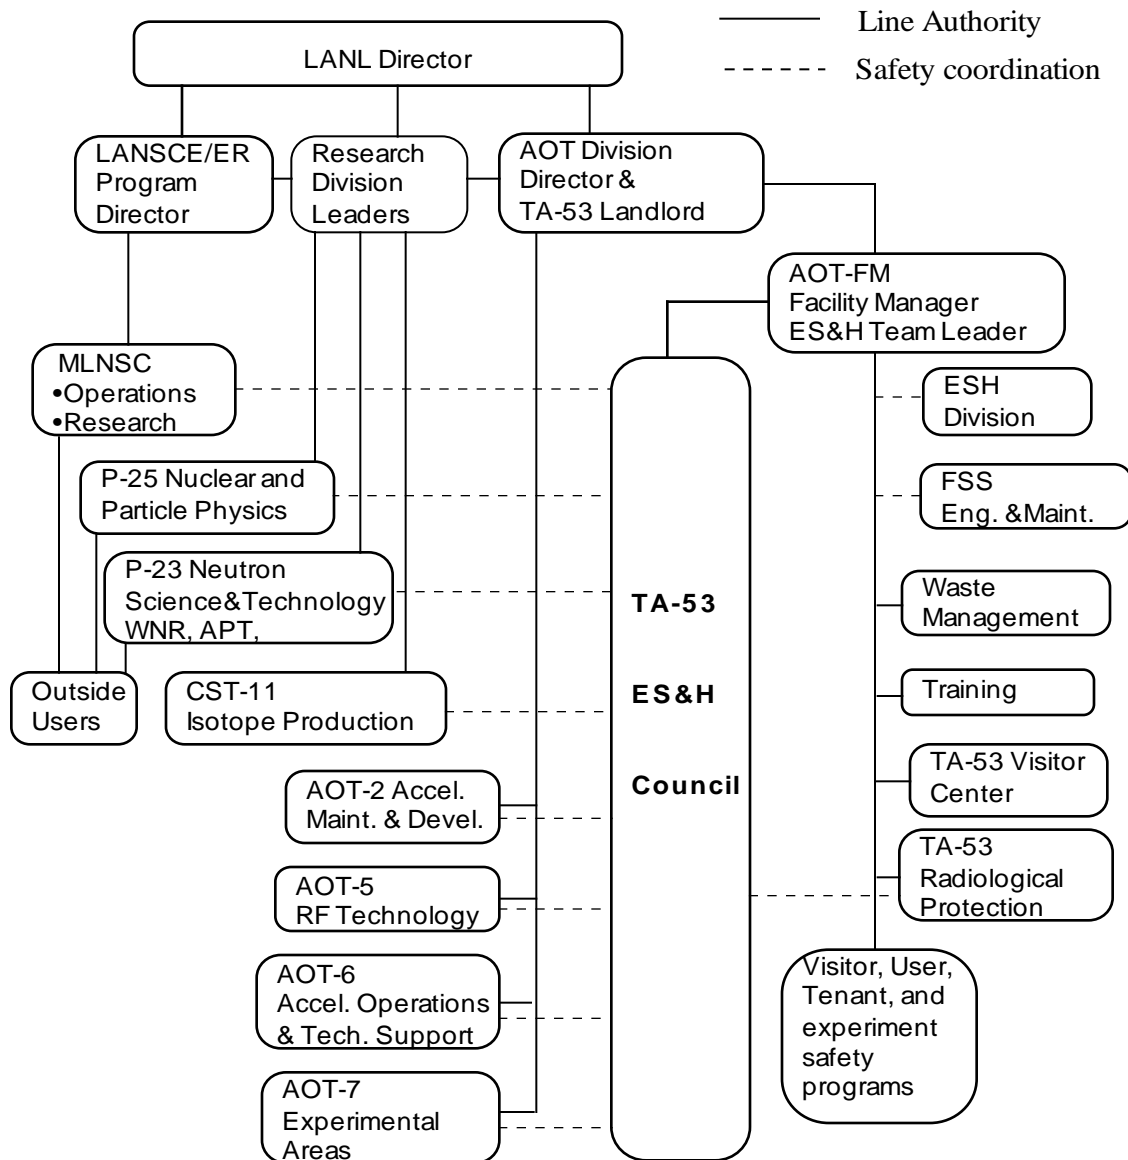 Line Authority
Safety coordination
LANL Director
LANSCE/ER
Program
Director
Research
Division
Leaders
AOT Division
Director &
TA-53 Landlord
AOT-FM
Facility Manager
ES&H Team Leader
MLNSC
•Operations
•Research
ESH
Division
P-25 Nuclear and
Particle Physics
FSS
Eng. &Maint.
P-23 Neutron
Science&Technology
WNR, APT,
TA-53
ES&H
Council
Waste
Management
Outside
Users
CST-11
Isotope Production
Training
AOT-2 Accel.
Maint. & Devel.
TA-53 Visitor
Center
AOT-5
RF Technology
TA-53
Radiological
Protection
AOT-6
Accel. Operations
& Tech. Support
Visitor, User,
Tenant, and
experiment
safety
programs
AOT-7
Experimental
Areas